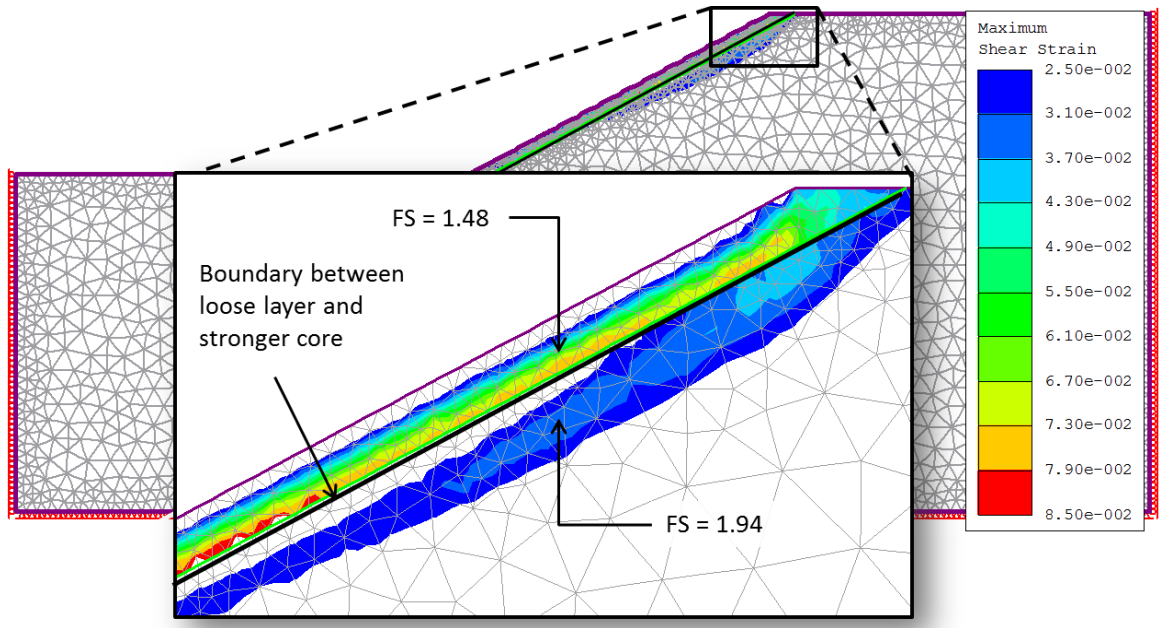 Maximum
Shear Strain
2.50e-002
3.10e-002
3.70e-002
4.30e-002
4.90e-002
5.50e-002
6.10e-002
6.70e-002
7.30e-002
7.90e-002
8.50e-002
FS = 1.48
Boundary between
loose layer and
stronger core
FS = 1.94